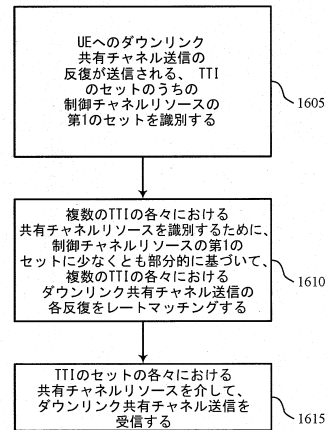 UEへのダウンリンク
共有チャネル送信の
反復が送信される、 TTI
のセットのうちの
制御チャネルリソースの
第1のセットを識別する
1605
複数のTTIの各々における
共有チャネルリソースを識別するために、
制御チャネルリソースの第1の
セットに少なくとも部分的に基づいて、
複数のTTIの各々における
ダウンリンク共有チャネル送信の
各反復をレートマッチングする
1610
TTIのセットの各々における
共有チャネルリソースを介して、
ダウンリンク共有チャネル送信を
受信する
1615